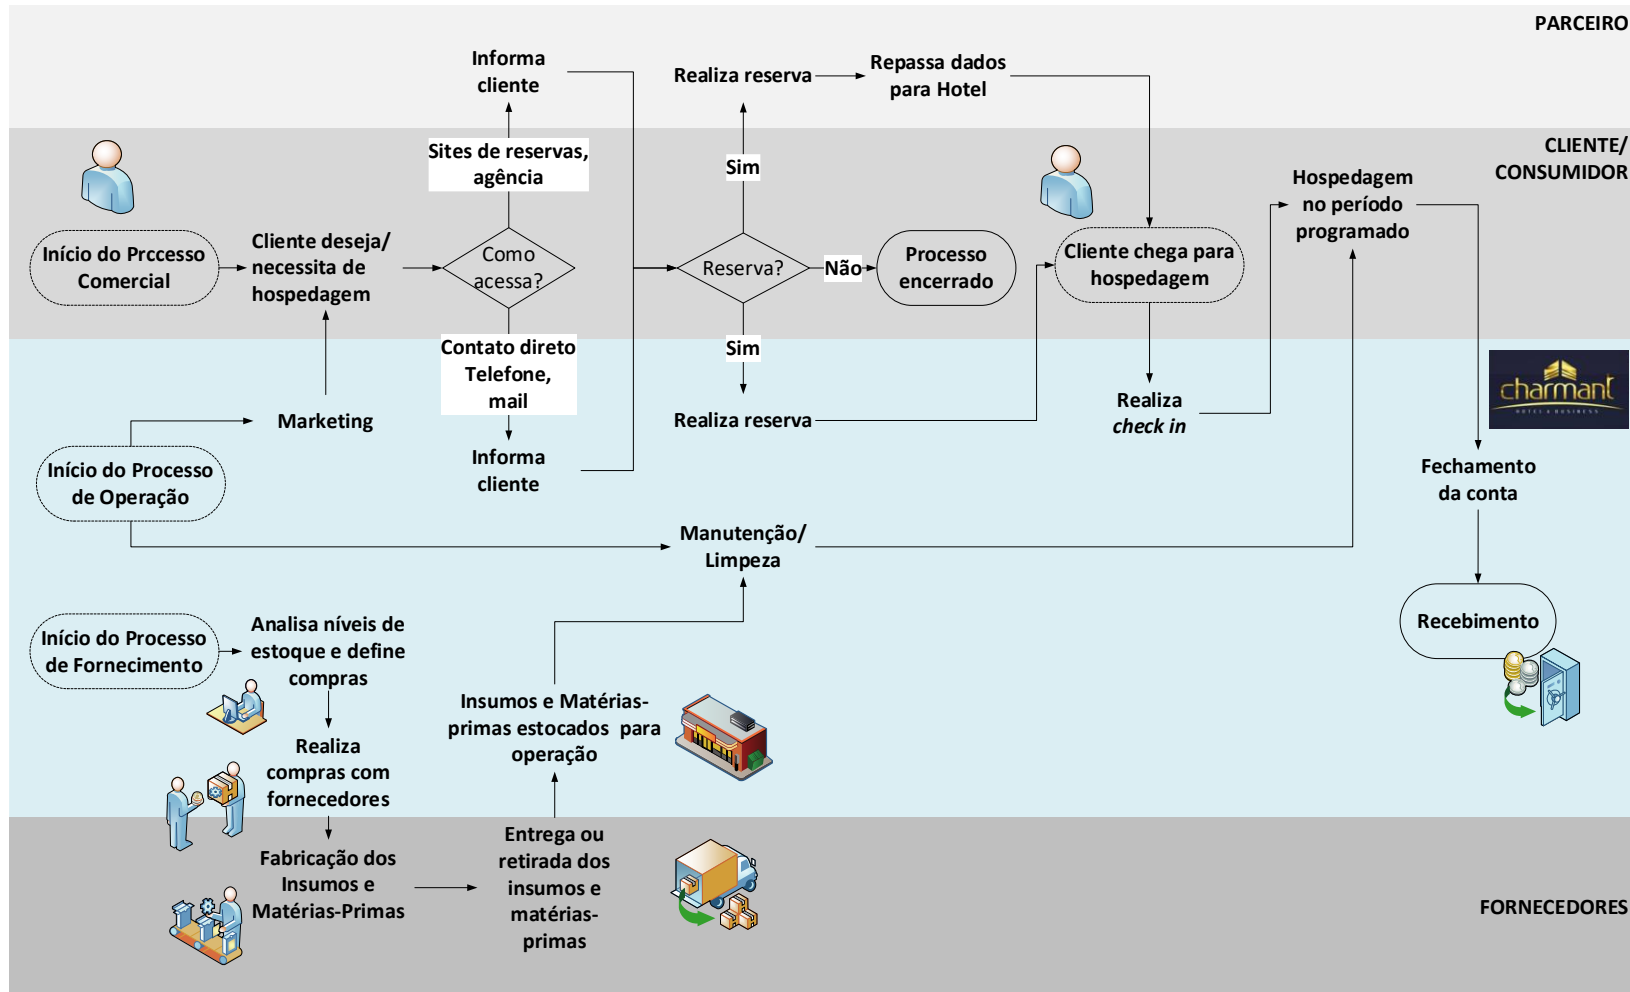 PARCEIRO
Informa
cliente
Realiza reserva
Repassa dados
para Hotel
CLIENTE/
CONSUMIDOR
Sites de reservas,
agência
Sim
Hospedagem
no período
programado
Início do Prccesso
Comercial
Cliente deseja/
necessita de
hospedagem
Como
acessa?
Reserva?
Não
Processo
encerrado
Cliente chega para
hospedagem
Contato direto
Telefone,
mail
Sim
Marketing
Realiza reserva
Realiza
check in
charmant
HOTEL & BUSINESS
Início do Processo
de Operação
Informa
cliente
Fechamento
da conta
Manutenção/
Limpeza
Início do Processo
de Fornecimento
Analisa níveis de
estoque e define
compras
Recebimento
Insumos e Matérias-
primas estocados para
operação
Realiza
compras com
fornecedores
Fabricação dos
Insumos e
Matérias-Primas
Entrega ou
retirada dos
insumos e
matérias-
primas
FORNECEDORES